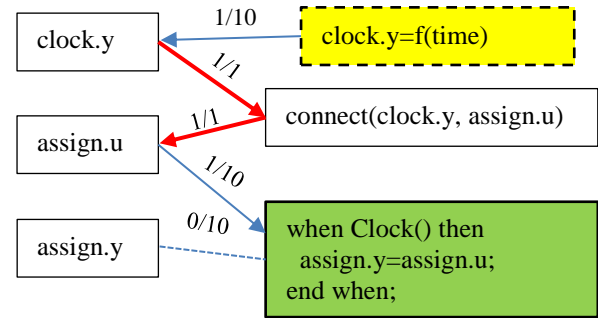 1/10
clock.y
clock.y=f(time)
1/1
connect(clock.y, assign.u)
1/1
assign.u
1/10
0/10
assign.y
when Clock() then
assign.y=assign.u;
end when;